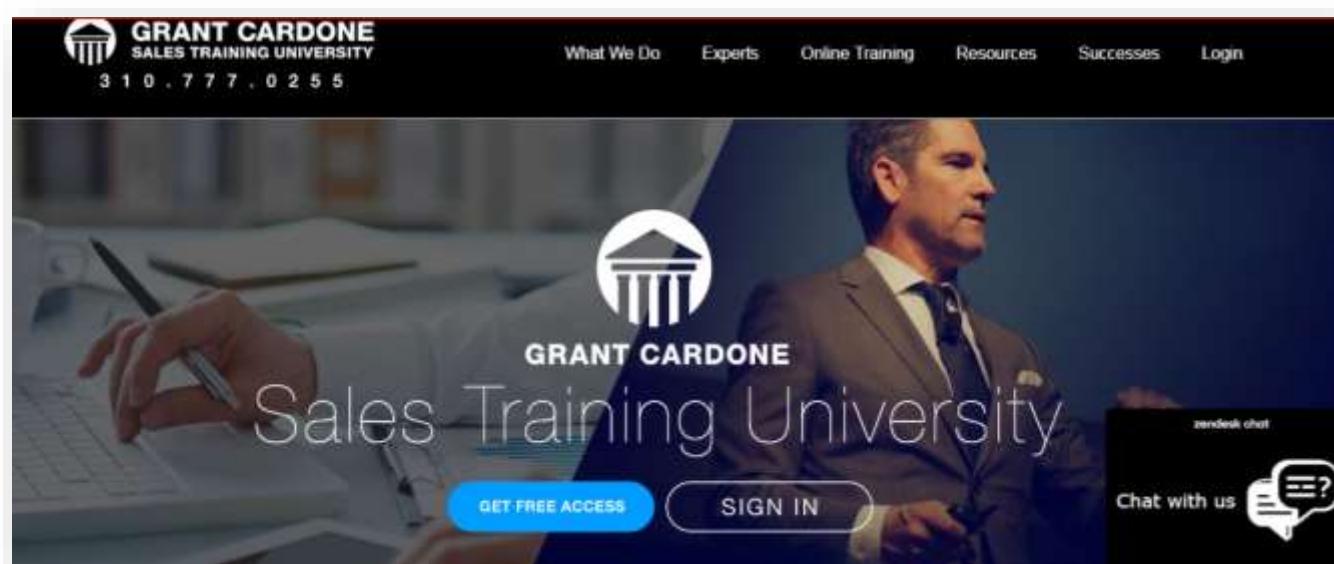 GRANT CARDONE
SALES TRAINING UNIVERSITY
310.777.0255
What We Do Experts Online Training Resources Successes Login
GRANT CARDONE
Sales Training University
GET FREE ACCESS SIGN IN
zendesk chat
Chat with us
?